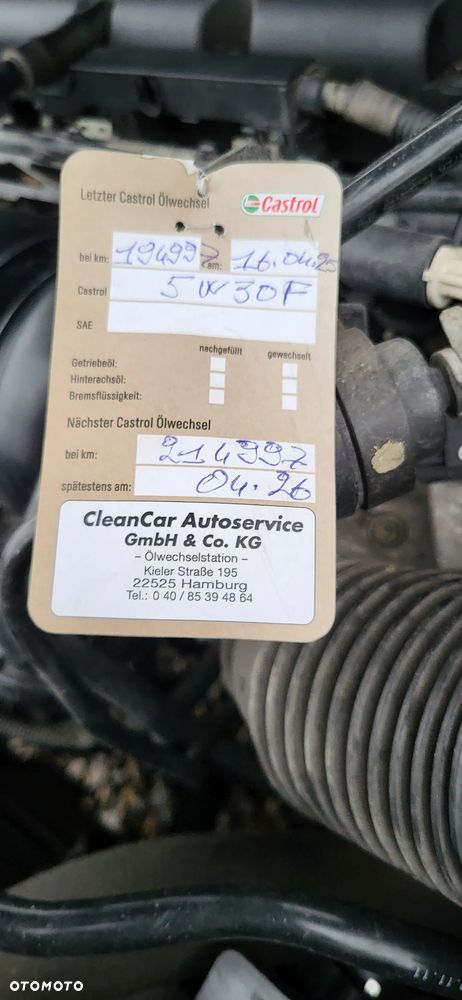 Letzter Castrol Ölwechsel
Castrol
bei km: 194997 am: 16.04.25
Castrol 5W30F
SAE
nachgefüllt gewechselt
Getriebeöl:
Hinterachsöl:
Bremsflüssigkeit:
Nächster Castrol Ölwechsel
bei km: 214997
spätestens am: 04.26
CleanCar Autoservice
GmbH & Co. KG
– Ölwechselstation –
Kieler Straße 195
22525 Hamburg
Tel.: 0 40 / 85 39 48 64
OTOMOTO